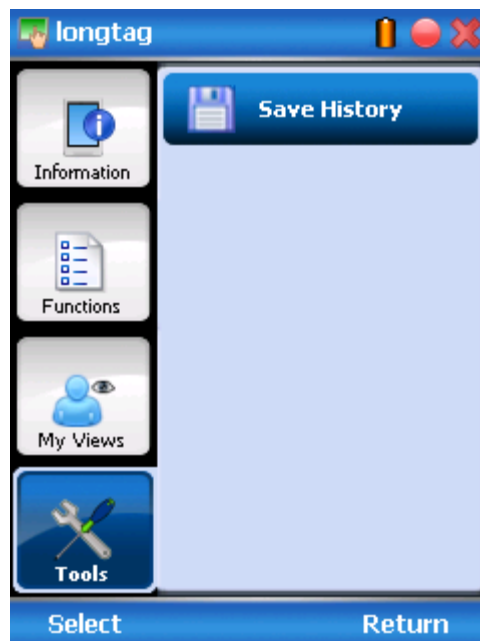 longtag
Information
Save History
Functions
My Views
Tools
Select
Return